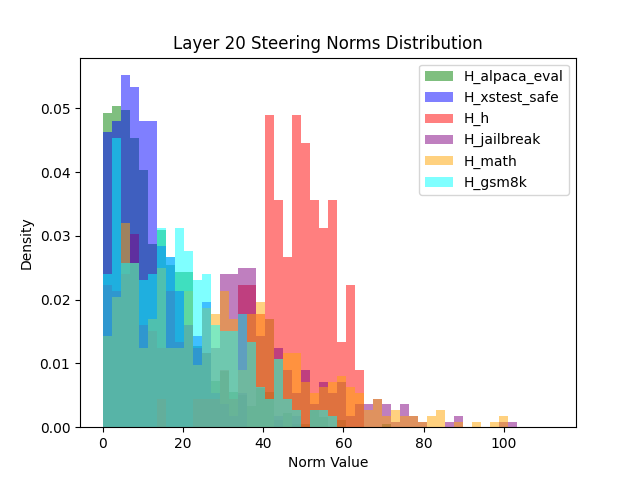 Layer 20 Steering Norms Distribution
H_alpaca_eval
H_xstest_safe
H_h
H_jailbreak
H_math
H_gsm8k
0.05
0.04
0.03
0.02
0.01
0.00
Density
0 20 40 60 80 100
Norm Value